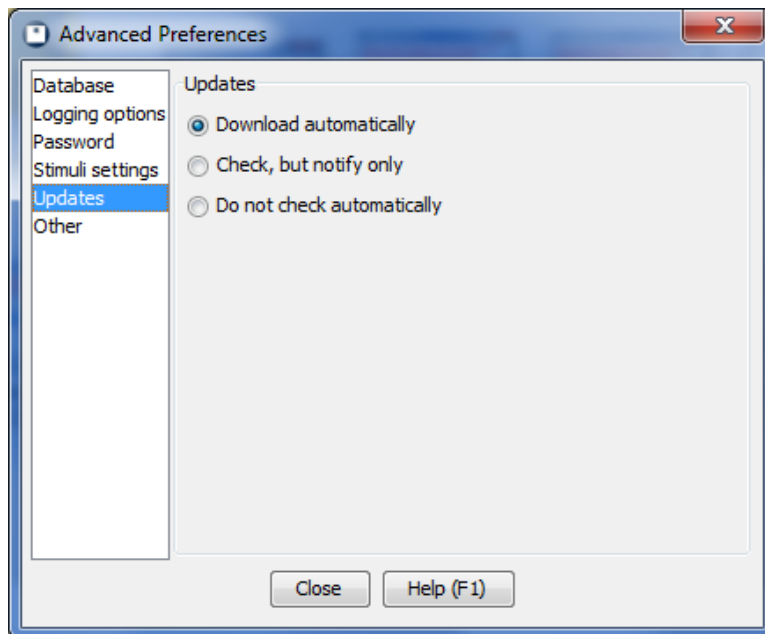 Advanced Preferences
Database
Logging options
Password
Stimuli settings
Updates
Other
Updates
Download automatically
Check, but notify only
Do not check automatically
Close
Help (F1)